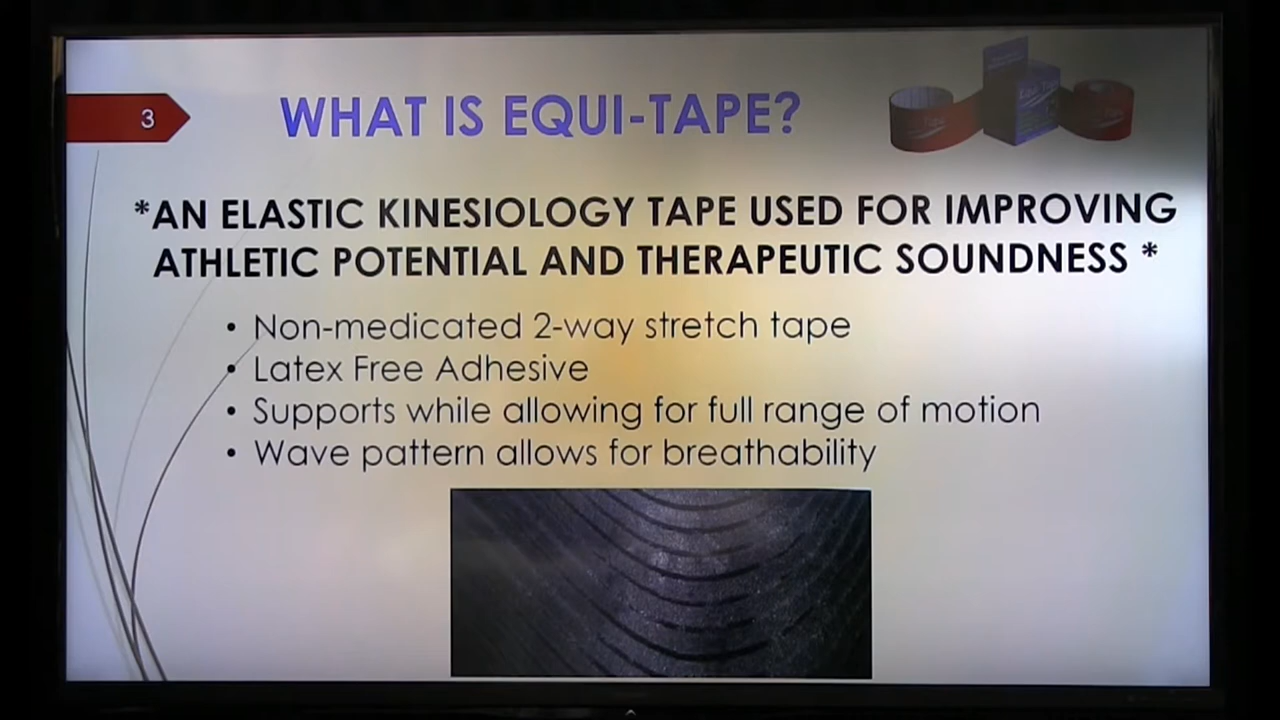 3
WHAT IS EQUI-TAPE?
*AN ELASTIC KINESIOLOGY TAPE USED FOR IMPROVING
ATHLETIC POTENTIAL AND THERAPEUTIC SOUNDNESS *
• Non-medicated 2-way stretch tape
• Latex Free Adhesive
• Supports while allowing for full range of motion
• Wave pattern allows for breathability